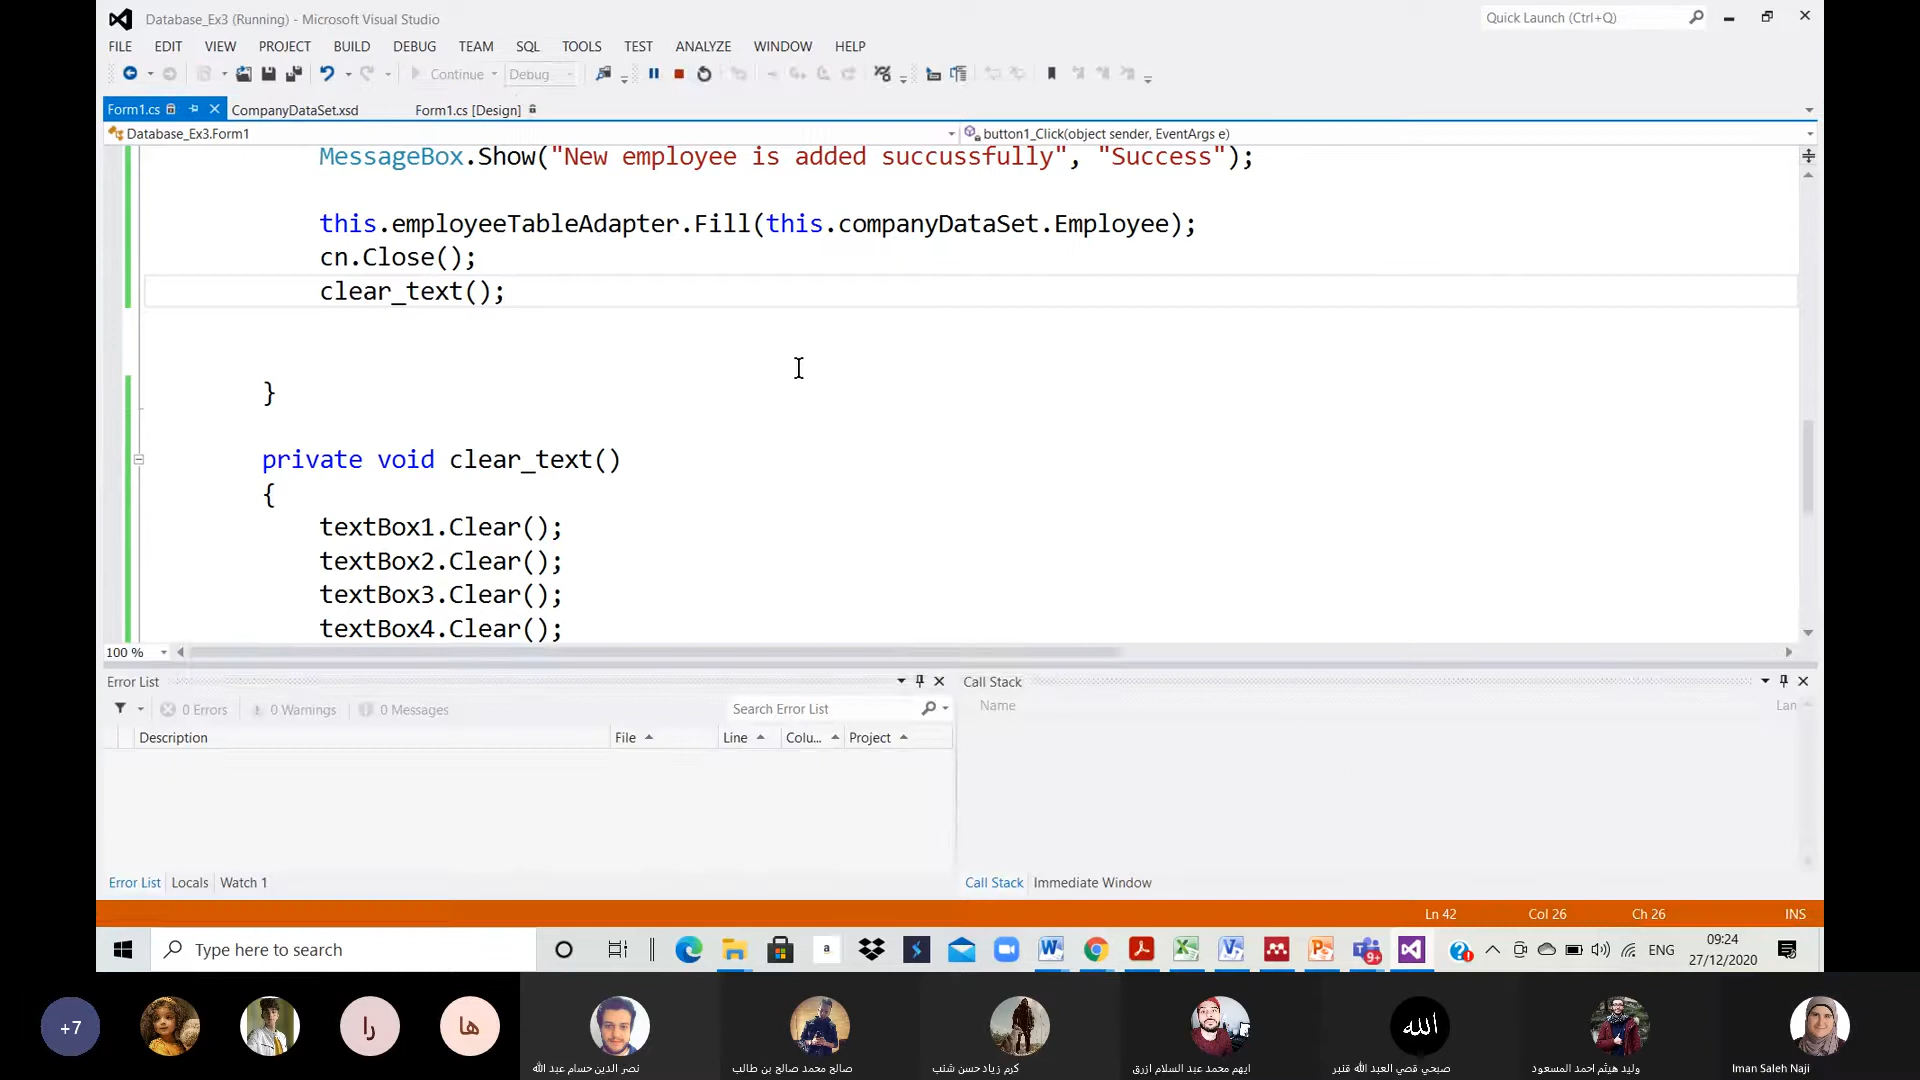 Database_Ex3 (Running) - Microsoft Visual Studio
Quick Launch (Ctrl+Q)
FILE EDIT VIEW PROJECT BUILD DEBUG TEAM SQL TOOLS TEST ANALYZE WINDOW HELP
Continue Debug
Form1.cs CompanyDataSet.xsd Form1.cs [Design]
Database_Ex3.Form1 button1_Click(object sender, EventArgs e)
MessageBox.Show("New employee is added succussfully", "Success");
this.employeeTableAdapter.Fill(this.companyDataSet.Employee);
cn.Close();
clear_text();
}
private void clear_text()
{
textBox1.Clear();
textBox2.Clear();
textBox3.Clear();
textBox4.Clear();
100 %
Error List
0 Errors 0 Warnings 0 Messages Search Error List
Description File Line Colu... Project
Error List Locals Watch 1
Call Stack
Name Lan
Call Stack Immediate Window
Ln 42 Col 26 Ch 26 INS
Type here to search
a
9+
ENG
09:24
27/12/2020
+7
را
ها
الله
نصر الدين حسام عبد الله
صالح محمد صالح بن طالب
كرم زياد حسن شنب
ايهم محمد عبد السلام ازرق
صبحي قصي العبد الله قنبر
وليد هيثم احمد المسعود
Iman Saleh Naji